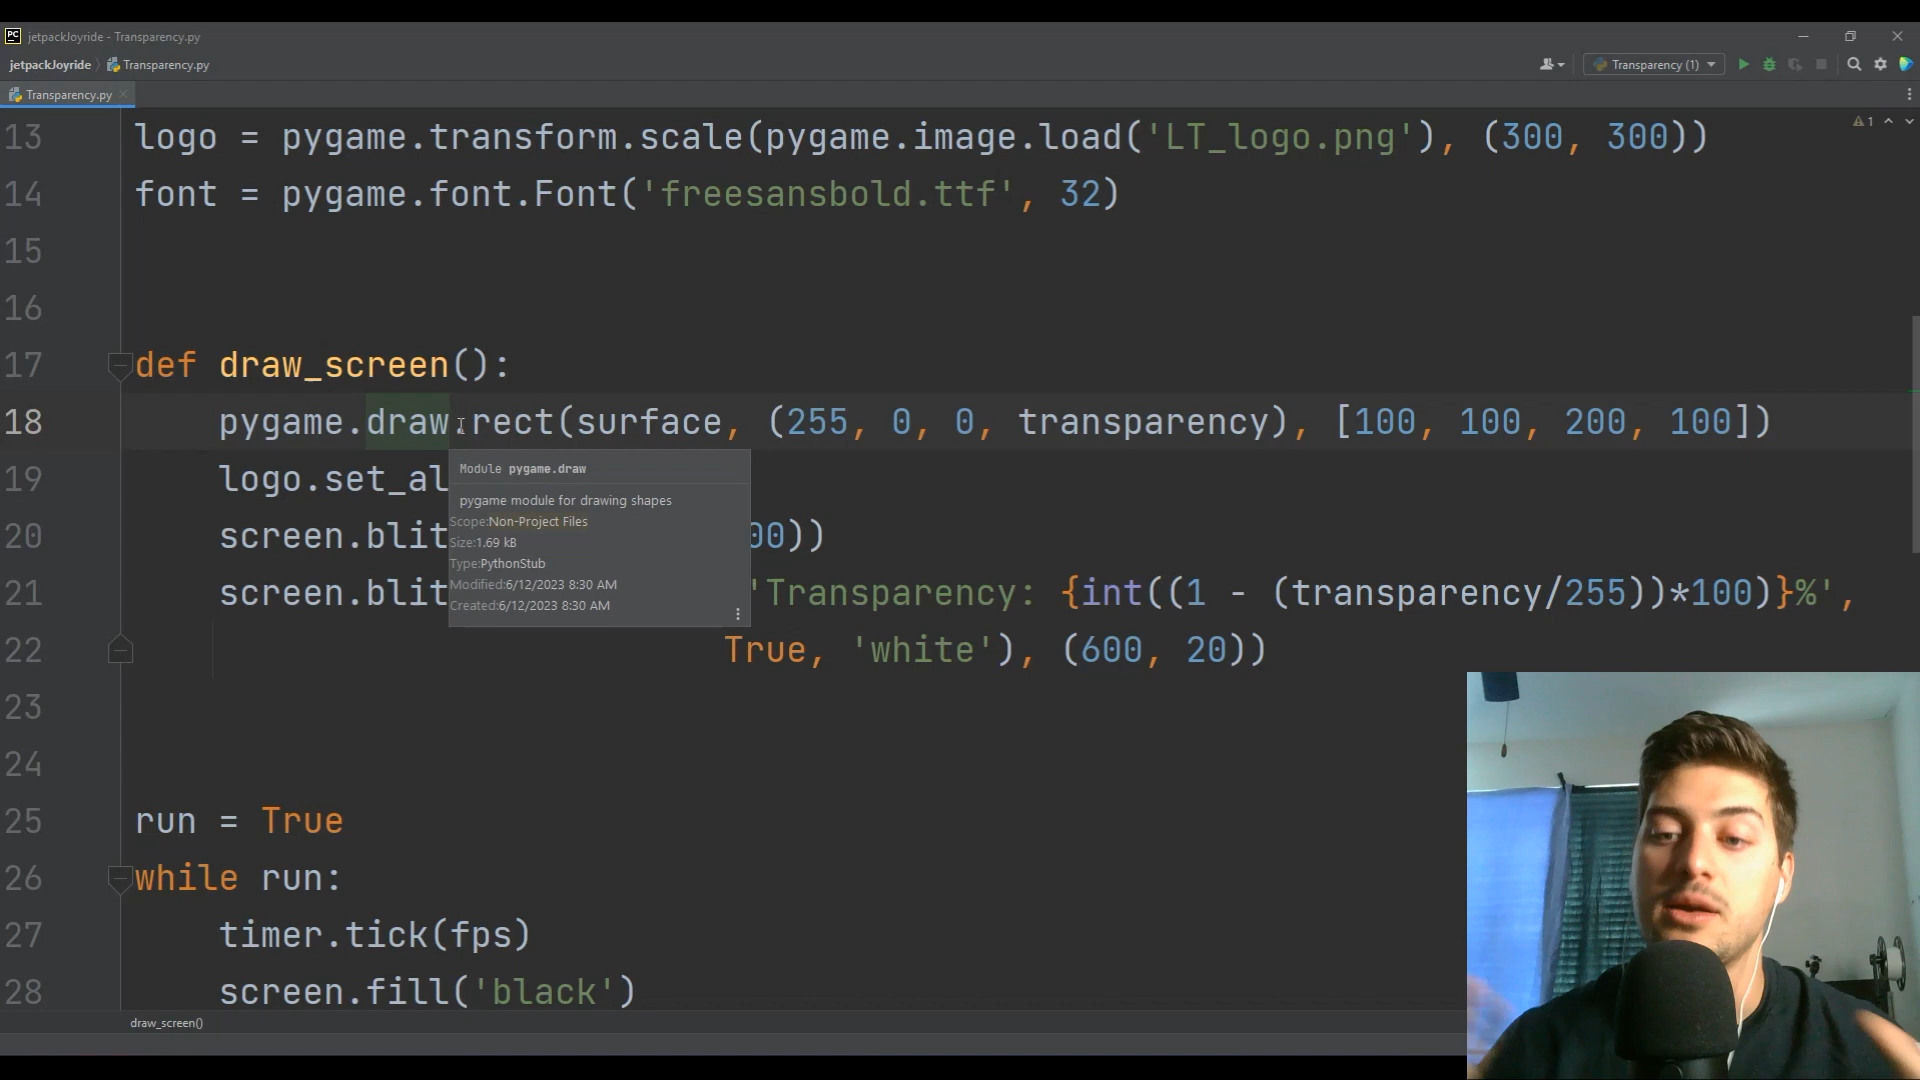 PC jetpackJoyride - Transparency.py
jetpackJoyride Transparency.py
Transparency (1)
Transparency.py
1
13 logo = pygame.transform.scale(pygame.image.load('LT_logo.png'), (300, 300))
14 font = pygame.font.Font('freesansbold.ttf', 32)
15
16
17 def draw_screen():
18 pygame.draw.rect(surface, (255, 0, 0, transparency), [100, 100, 200, 100])
19 logo.set_al
20 screen.blit 00))
21 screen.blit 'Transparency: {int((1 - (transparency/255))*100)}%',
22 True, 'white'), (600, 20))
Module pygame.draw
pygame module for drawing shapes
Scope:Non-Project Files
Size:1.69 kB
Type:PythonStub
Modified:6/12/2023 8:30 AM
Created:6/12/2023 8:30 AM
23
24
25 run = True
26 while run:
27 timer.tick(fps)
28 screen.fill('black')
draw_screen()